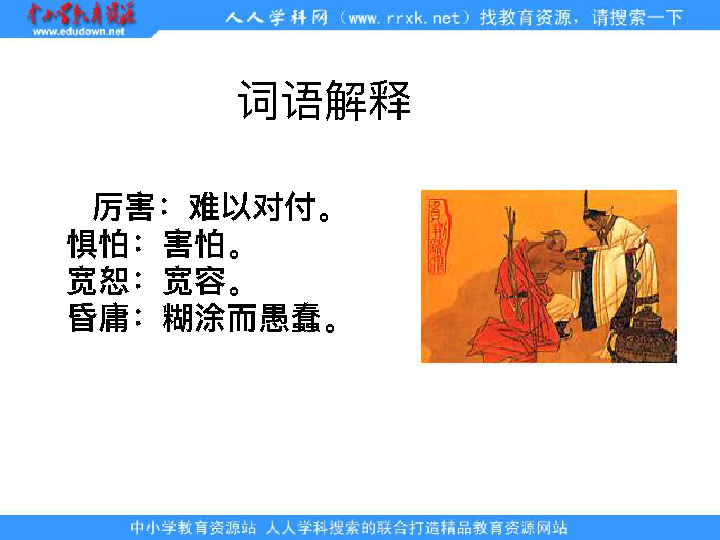 中小学教育资源
www.edudown.net
人人学科网（www.rrxk.net）找教育资源，请搜索一下
词语解释
厉害：难以对付。
惧怕：害怕。
宽恕：宽容。
昏庸：糊涂而愚蠢。
中小学教育资源站 人人学科搜索的联合打造精品教育资源网站